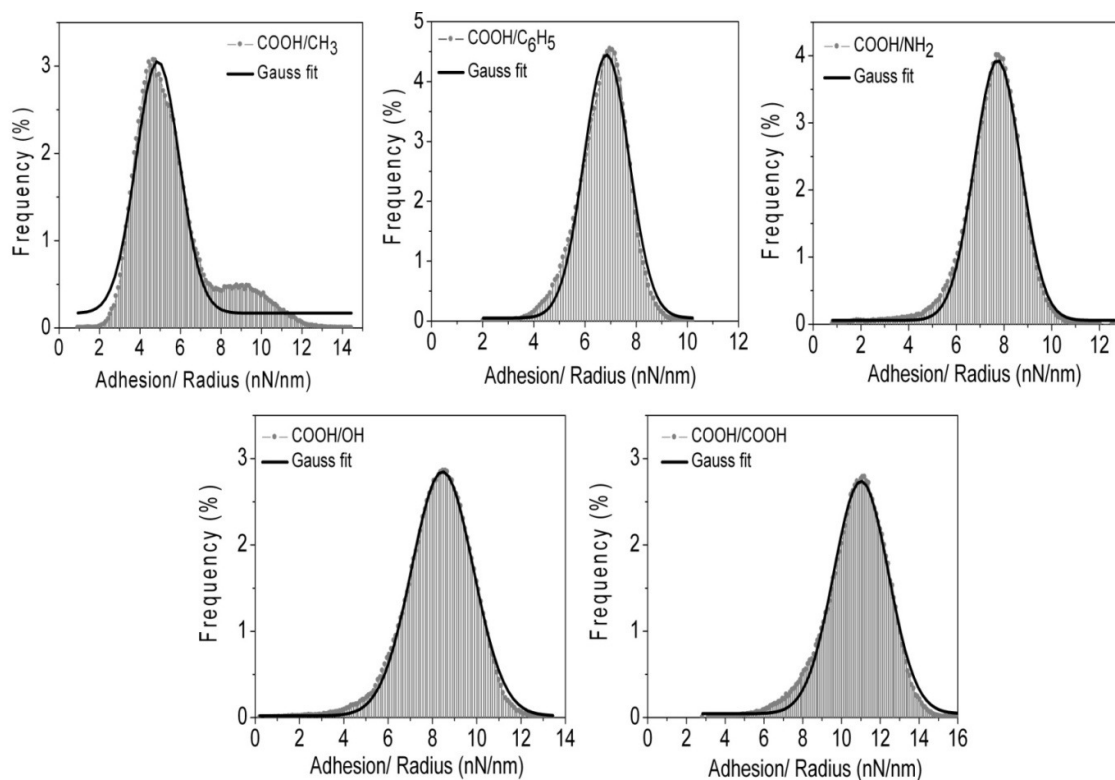 COOH/CH3
Gauss fit
Frequency (%)
3
2
1
0
0 2 4 6 8 10 12 14
Adhesion/ Radius (nN/nm)
COOH/C6H5
Gauss fit
Frequency (%)
5
4
3
2
1
0
0 2 4 6 8 10 12
Adhesion/ Radius (nN/nm)
COOH/NH2
Gauss fit
Frequency (%)
4
3
2
1
0
0 2 4 6 8 10 12
Adhesion/ Radius (nN/nm)
COOH/OH
Gauss fit
Frequency (%)
3
2
1
0
0 2 4 6 8 10 12 14
Adhesion/ Radius (nN/nm)
COOH/COOH
Gauss fit
Frequency (%)
3
2
1
0
0 2 4 6 8 10 12 14 16
Adhesion/ Radius (nN/nm)